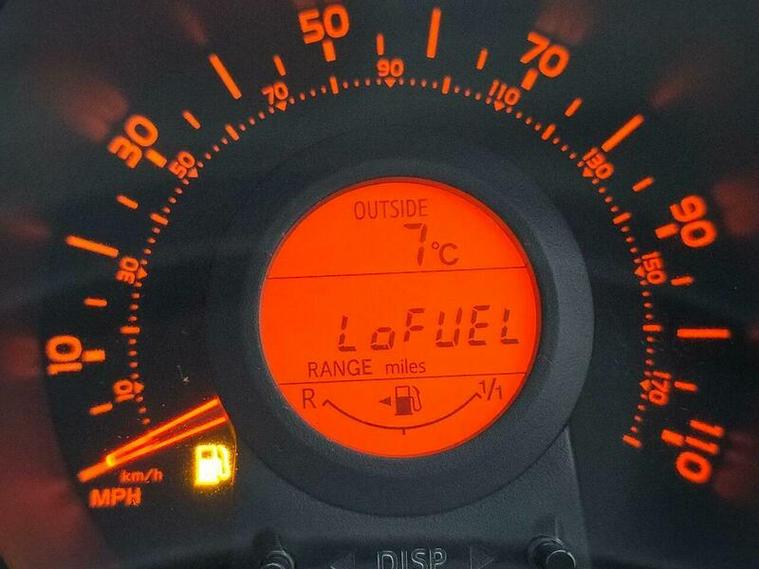 50
70
90
30
70
110
50
130
90
30
150
10
10
170
110
OUTSIDE
7°C
LoFUEL
RANGE miles
R 1/1
km/h
MPH
DISP